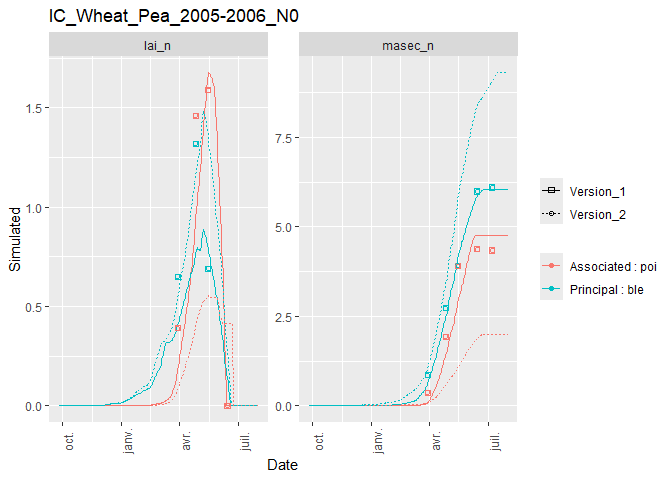 IC_Wheat_Pea_2005-2006_N0
lai_n
masec_n
Simulated
1.5
1.0
0.5
0.0
7.5
5.0
2.5
0.0
oct.
janv.
avr.
juil.
oct.
janv.
avr.
juil.
Date
Version_1
Version_2
Associated : poi
Principal : ble